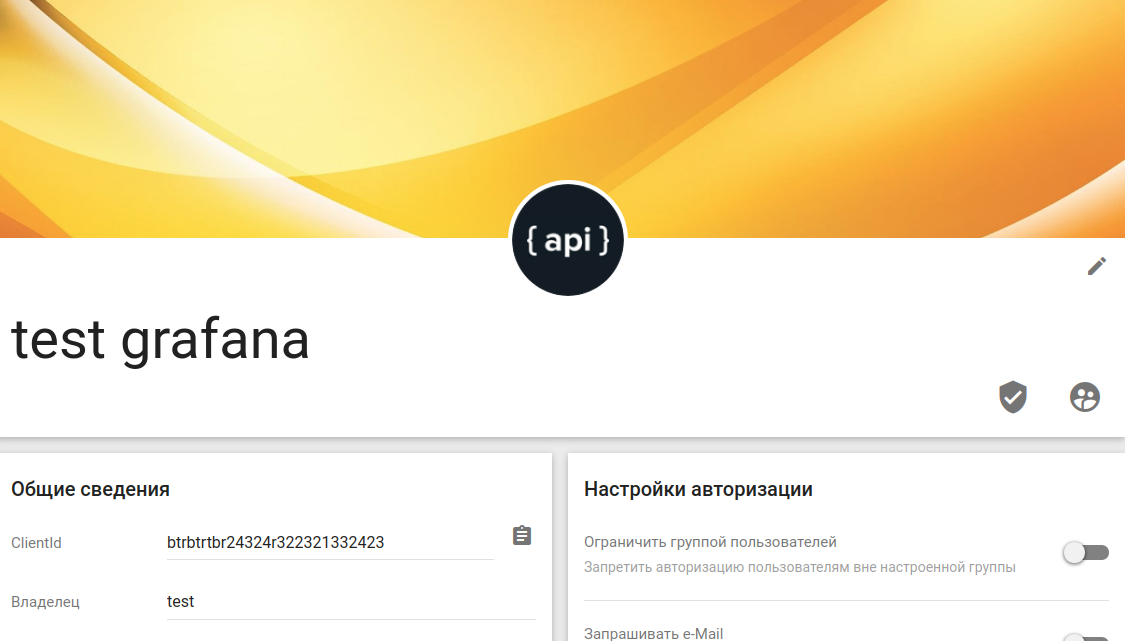 { api }
test grafana
Общие сведения
ClientId
btrbtrtbr24324r322321332423
Владелец
test
Настройки авторизации
Ограничить группой пользователей
Запретить авторизацию пользователям вне настроенной группы
Запрашивать e-Mail